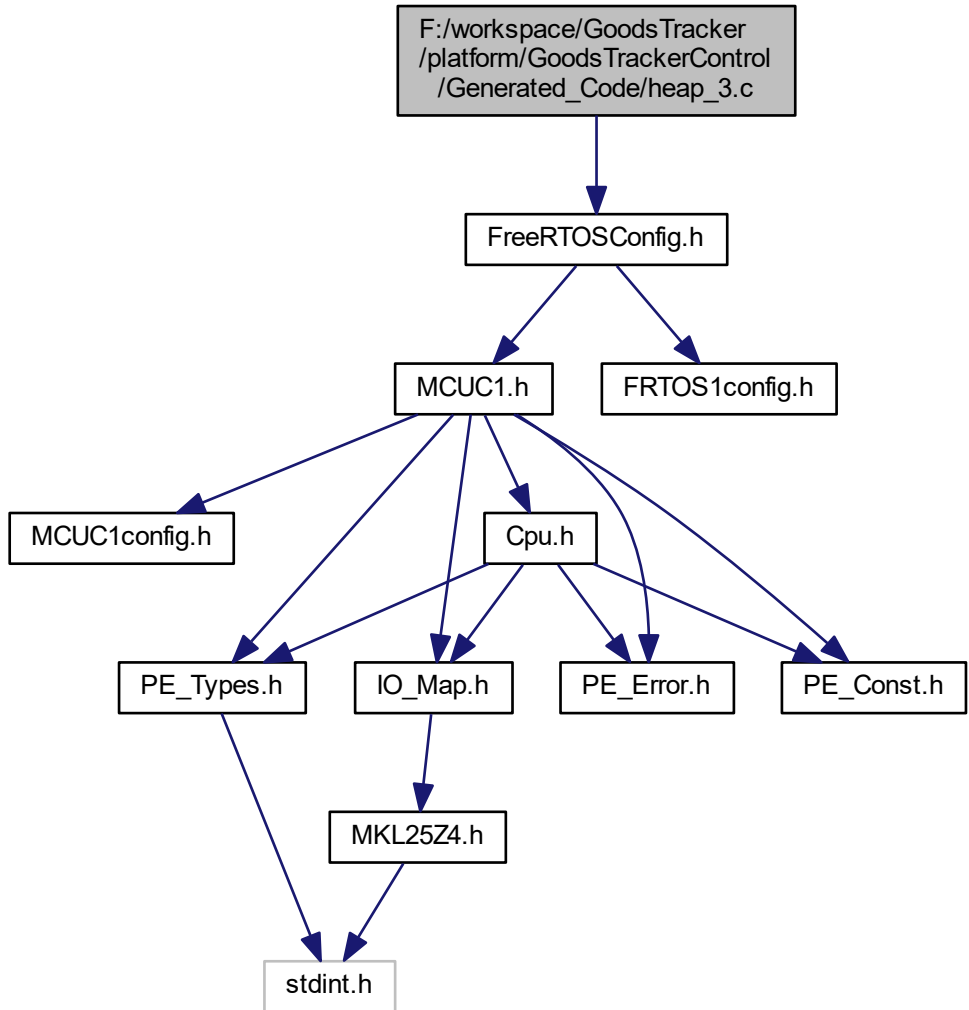 F:/workspace/GoodsTracker
/platform/GoodsTrackerControl
/Generated_Code/heap_3.c
FreeRTOSConfig.h
MCUC1.h
FRTOS1config.h
MCUC1config.h
Cpu.h
PE_Types.h
IO_Map.h
PE_Error.h
PE_Const.h
MKL25Z4.h
stdint.h